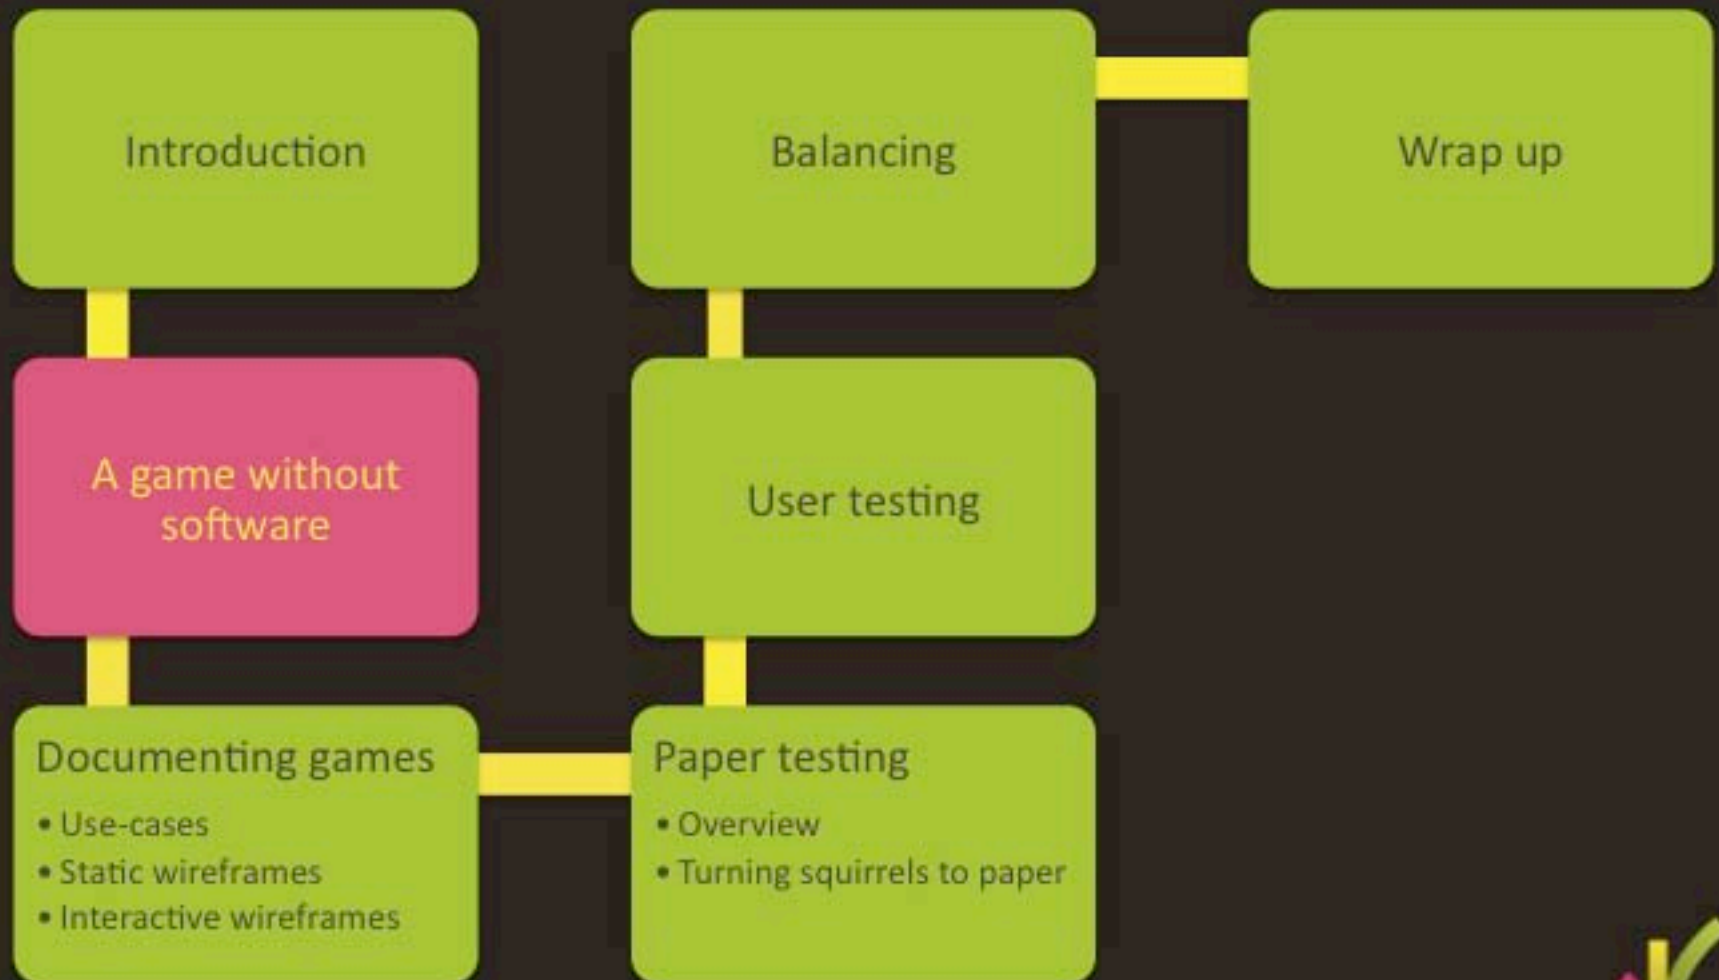 Introduction
A game without
software
Documenting games
• Use-cases
• Static wireframes
• Interactive wireframes
Paper testing
• Overview
• Turning squirrels to paper
User testing
Balancing
Wrap up